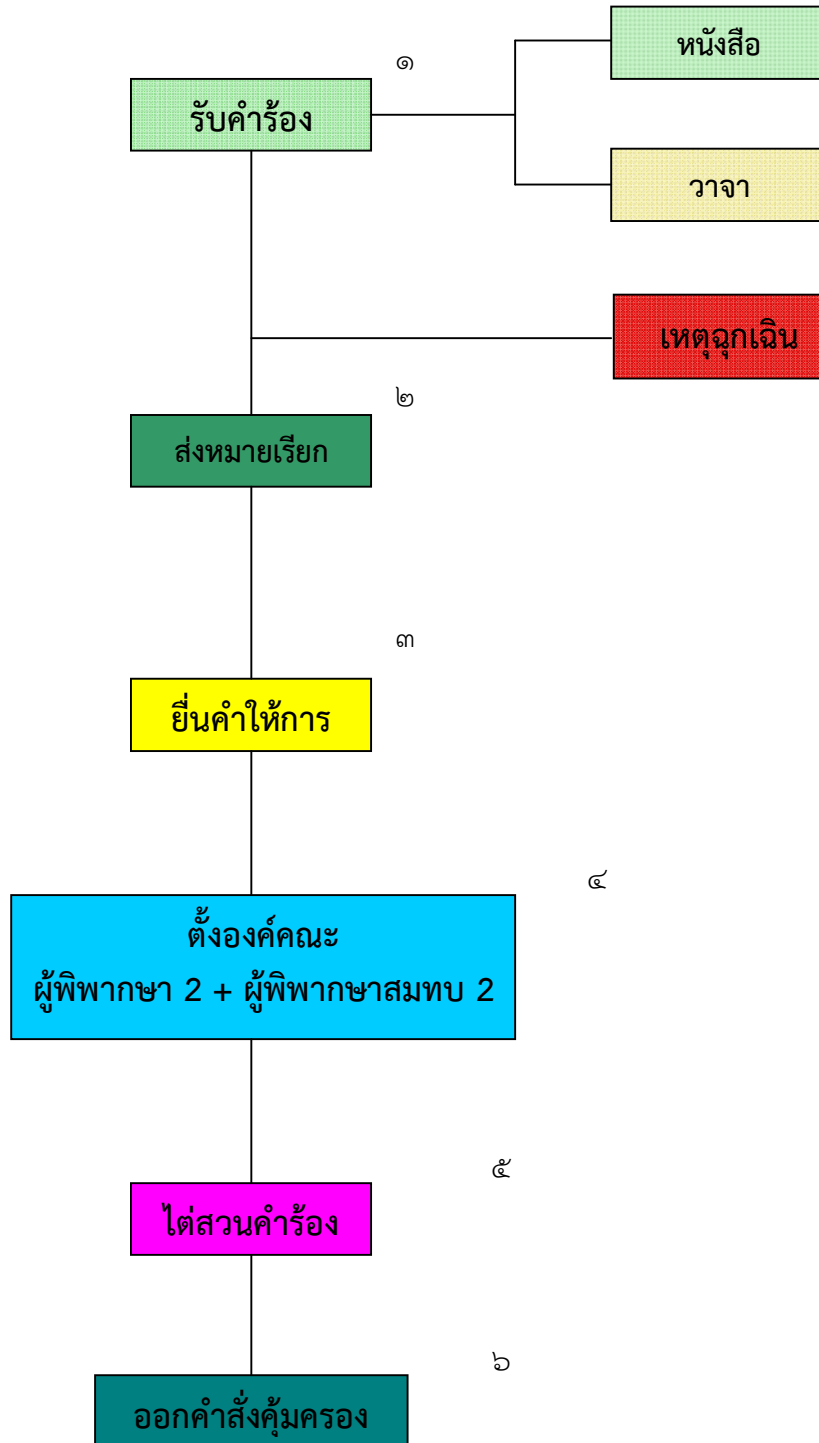 หนังสือ
๑
รับคำร้อง
วาจา
เหตุฉุกเฉิน
๒
ส่งหมายเรียก
๓
ยื่นคำให้การ
๔
ตั้งองค์คณะ
ผู้พิพากษา 2 + ผู้พิพากษาสมทบ 2
๕
ไต่สวนคำร้อง
๖
ออกคำสั่งคุ้มครอง